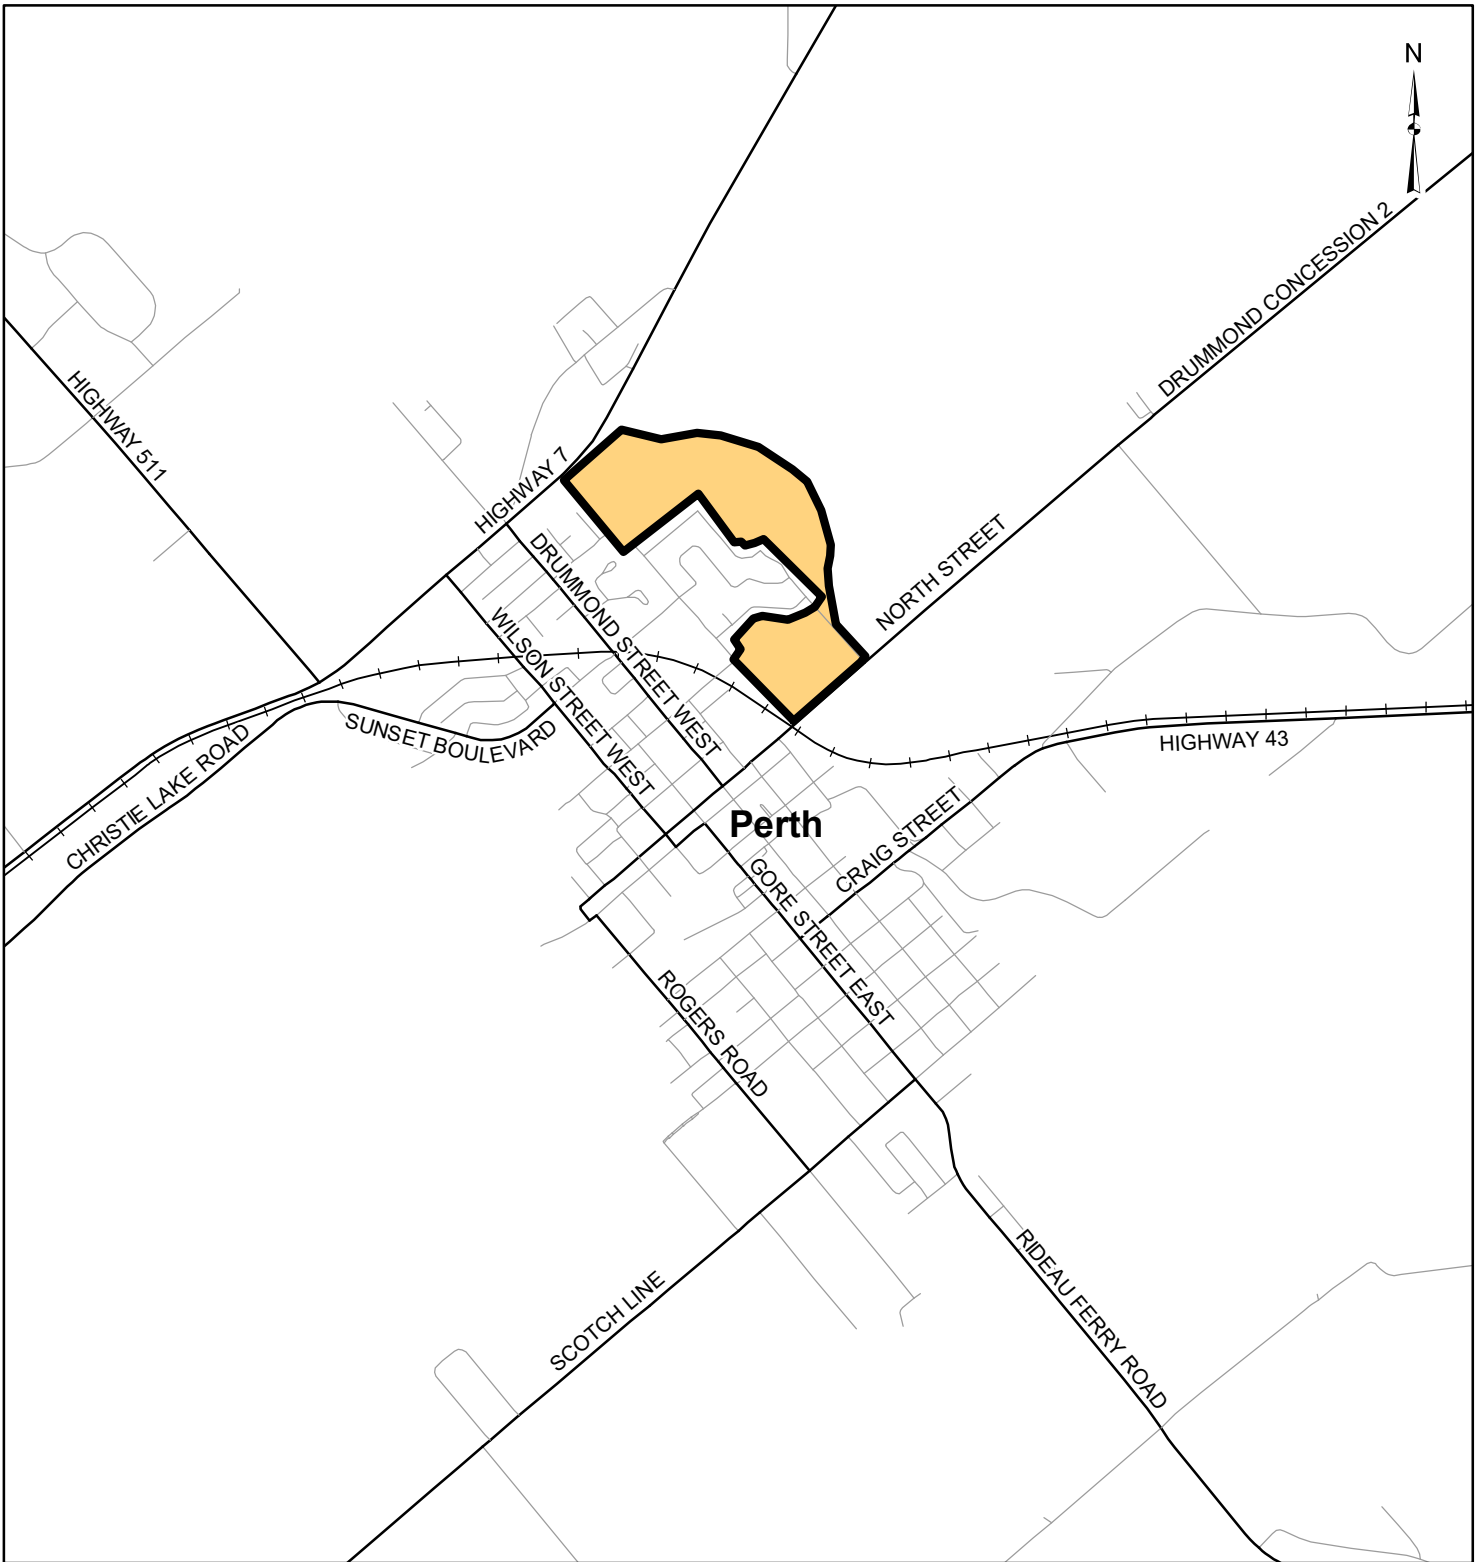 N
DRUMMOND CONCESSION 2
HIGHWAY 511
HIGHWAY 7
NORTH STREET
DRUMMOND STREET WEST
WILSON STREET WEST
SUNSET BOULEVARD
CHRISTIE LAKE ROAD
HIGHWAY 43
Perth
CRAIG STREET
GORE STREET EAST
ROGERS ROAD
SCOTCH LINE
RIDEAU FERRY ROAD